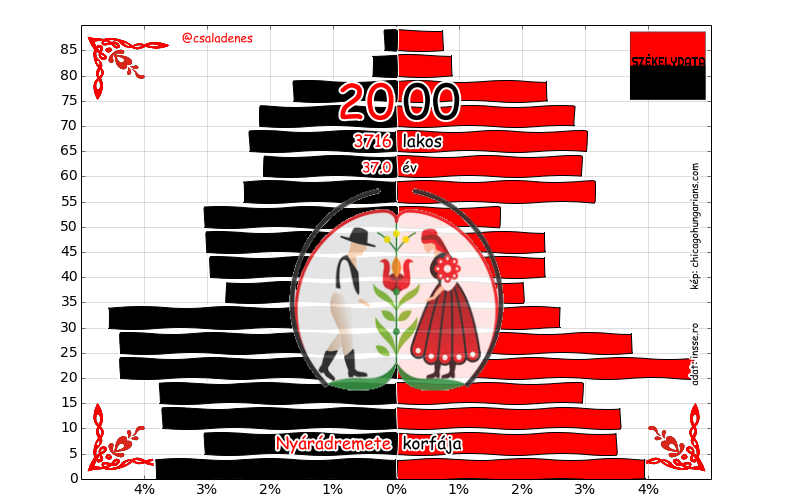 @csaladenes
SZÉKELYDATA
2000
3716 lakos
37.0 év
85
80
75
70
65
60
55
50
45
40
35
30
25
20
15
10
5
0
kép: chicagohungarians.com
adat: insse.ro
Nyárádremete korfája
4% 3% 2% 1% 0% 1% 2% 3% 4%